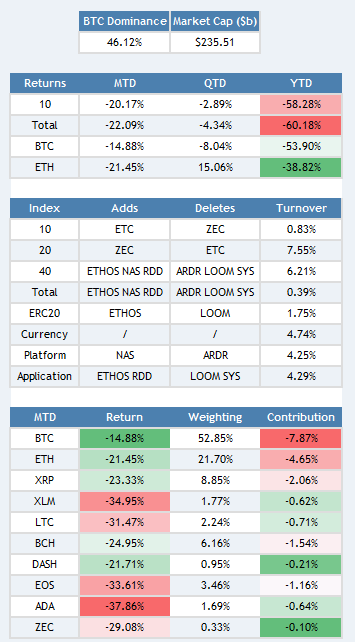 BTC Dominance Market Cap ($b)
46.12% $235.51
Returns MTD QTD YTD
10 -20.17% -2.89% -58.28%
Total -22.09% -4.34% -60.18%
BTC -14.88% -8.04% -53.90%
ETH -21.45% 15.06% -38.82%
Index Adds Deletes Turnover
10 ETC ZEC 0.83%
20 ZEC ETC 7.55%
40 ETHOS NAS RDD ARDR LOOM SYS 6.21%
Total ETHOS NAS RDD ARDR LOOM SYS 0.39%
ERC20 ETHOS LOOM 1.75%
Currency / / 4.74%
Platform NAS ARDR 4.25%
Application ETHOS RDD LOOM SYS 4.29%
MTD Return Weighting Contribution
BTC -14.88% 52.85% -7.87%
ETH -21.45% 21.70% -4.65%
XRP -23.33% 8.85% -2.06%
XLM -34.95% 1.77% -0.62%
LTC -31.47% 2.24% -0.71%
BCH -24.95% 6.16% -1.54%
DASH -21.71% 0.95% -0.21%
EOS -33.61% 3.46% -1.16%
ADA -37.86% 1.69% -0.64%
ZEC -29.08% 0.33% -0.10%